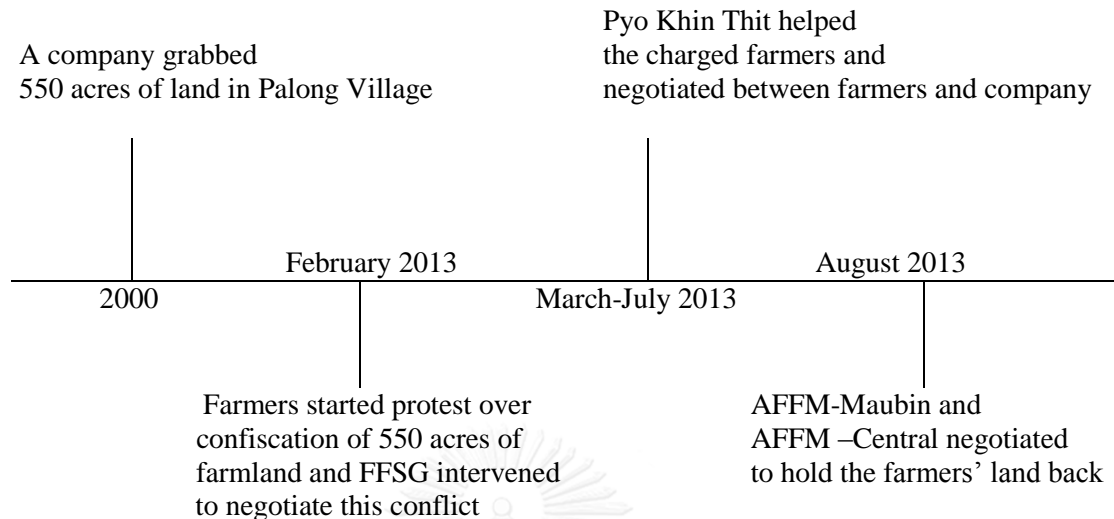 A company grabbed
550 acres of land in Palong Village
Pyo Khin Thit helped
the charged farmers and
negotiated between farmers and company
February 2013
August 2013
2000
March-July 2013
Farmers started protest over
confiscation of 550 acres of
farmland and FFSG intervened
to negotiate this conflict
AFFM-Maubin and
AFFM –Central negotiated
to hold the farmers’ land back